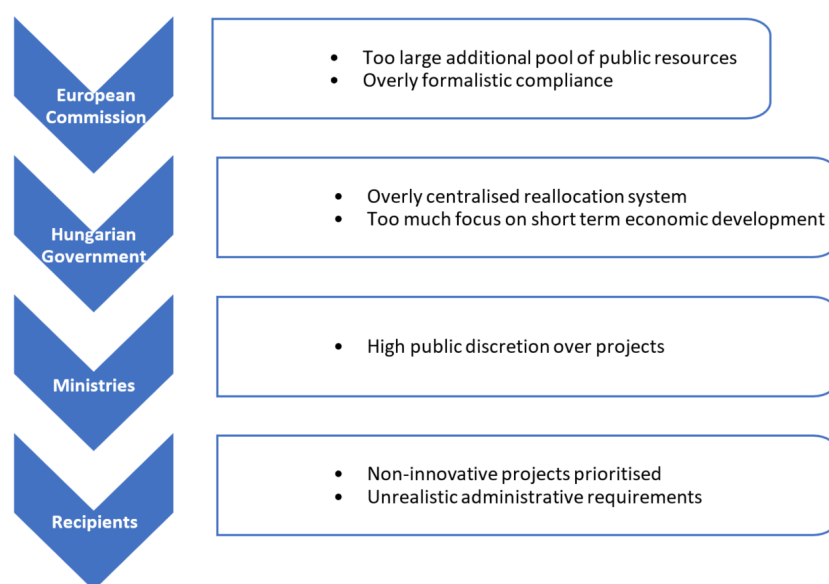 European
Commission
• Too large additional pool of public resources
• Overly formalistic compliance
Hungarian
Government
• Overly centralised reallocation system
• Too much focus on short term economic development
Ministries
• High public discretion over projects
Recipients
• Non-innovative projects prioritised
• Unrealistic administrative requirements